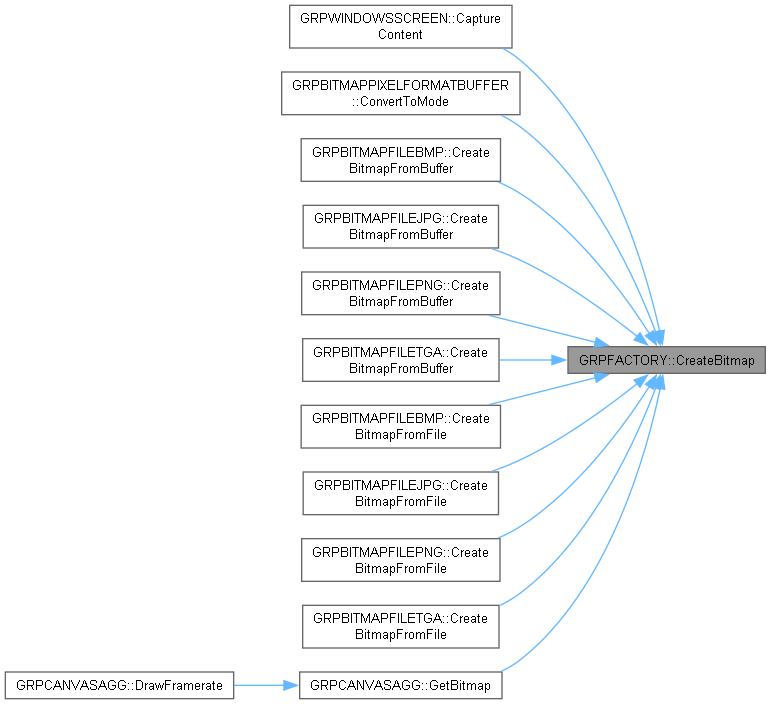 GRPWINDOWSSCREEN::Capture
Content
GRPBITMAPPIXELFORMATBUFFER
::ConvertToMode
GRPBITMAPFILEBMP::Create
BitmapFromBuffer
GRPBITMAPFILEJPG::Create
BitmapFromBuffer
GRPBITMAPFILEPNG::Create
BitmapFromBuffer
GRPBITMAPFILETGA::Create
BitmapFromBuffer
GRPFACTORY::CreateBitmap
GRPBITMAPFILEBMP::Create
BitmapFromFile
GRPBITMAPFILEJPG::Create
BitmapFromFile
GRPBITMAPFILEPNG::Create
BitmapFromFile
GRPBITMAPFILETGA::Create
BitmapFromFile
GRPCANVASAGG::DrawFramerate
GRPCANVASAGG::GetBitmap